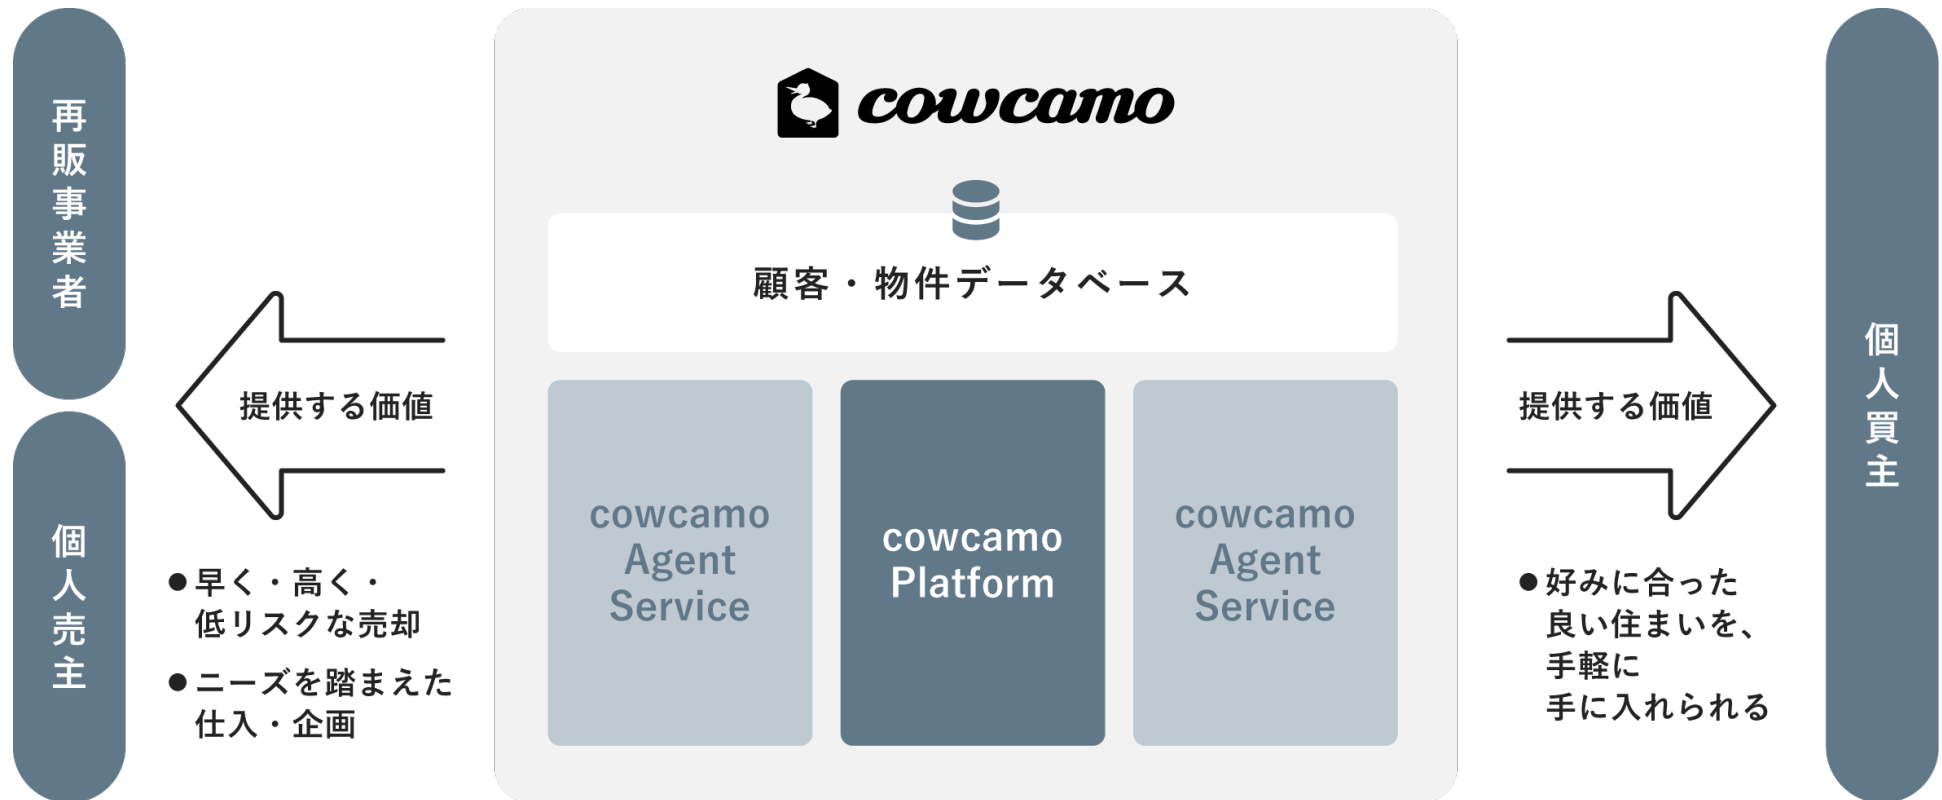 再販事業者
個人売主
提供する価値
●早く・高く・
低リスクな売却
●ニーズを踏まえた
仕入・企画
cowcamo
顧客・物件データベース
cowcamo
Agent
Service
cowcamo
Platform
cowcamo
Agent
Service
提供する価値
●好みに合った
良い住まいを、
手軽に
手に入れられる
個人買主